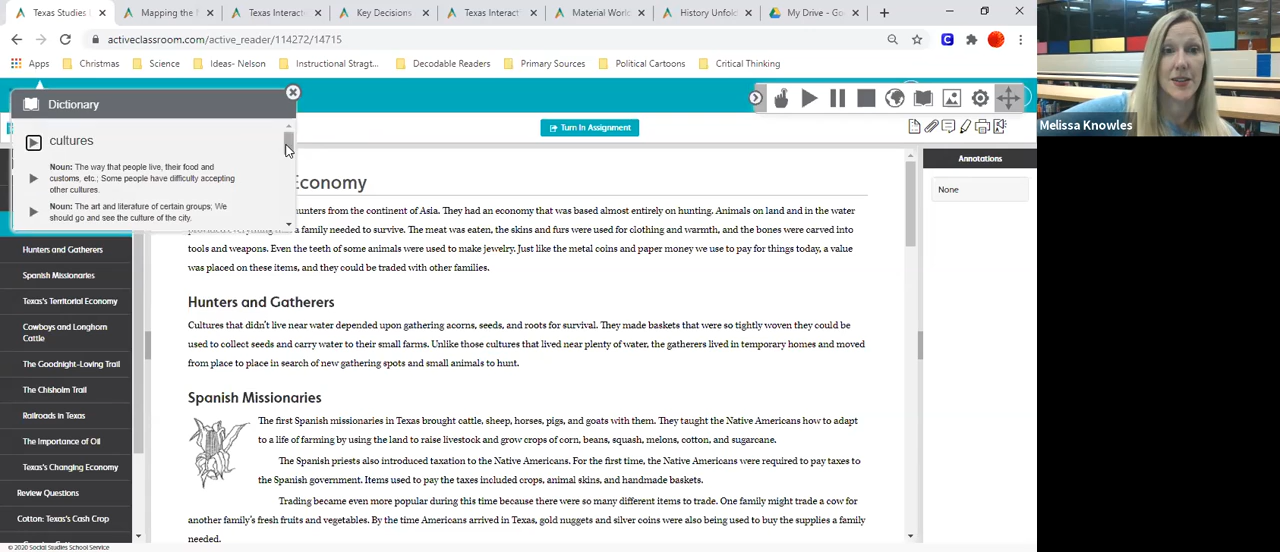 Texas Studies
Mapping the
Texas Interact
Key Decisions
Texas Interact
Material World
History Unfol
My Drive - Go
activeclassroom.com/active_reader/114272/14715
Apps
Christmas
Science
Ideas- Nelson
Instructional Stragt...
Decodable Readers
Primary Sources
Political Cartoons
Critical Thinking
Melissa Knowles
Dictionary
Turn In Assignment
cultures
Noun: The way that people live, their food and
customs, etc.; Some people have difficulty accepting
other cultures.
Noun: The art and literature of certain groups; We
should go and see the culture of the city.
Hunters and Gatherers
Spanish Missionaries
Texas's Territorial Economy
Cowboys and Longhorn
Cattle
The Goodnight-Loving Trail
The Chisholm Trail
Railroads in Texas
The Importance of Oil
Texas's Changing Economy
Review Questions
Cotton: Texas's Cash Crop
Economy
hunters from the continent of Asia. They had an economy that was based almost entirely on hunting. Animals on land and in the water
a family needed to survive. The meat was eaten, the skins and furs were used for clothing and warmth, and the bones were carved into
tools and weapons. Even the teeth of some animals were used to make jewelry. Just like the metal coins and paper money we use to pay for things today, a value
was placed on these items, and they could be traded with other families.
Hunters and Gatherers
Cultures that didn't live near water depended upon gathering acorns, seeds, and roots for survival. They made baskets that were so tightly woven they could be
used to collect seeds and carry water to their small farms. Unlike those cultures that lived near plenty of water, the gatherers lived in temporary homes and moved
from place to place in search of new gathering spots and small animals to hunt.
Spanish Missionaries
The first Spanish missionaries in Texas brought cattle, sheep, horses, pigs, and goats with them. They taught the Native Americans how to adapt
to a life of farming by using the land to raise livestock and grow crops of corn, beans, squash, melons, cotton, and sugarcane.
The Spanish priests also introduced taxation to the Native Americans. For the first time, the Native Americans were required to pay taxes to
the Spanish government. Items used to pay the taxes included crops, animal skins, and handmade baskets.
Trading became even more popular during this time because there were so many different items to trade. One family might trade a cow for
another family's fresh fruits and vegetables. By the time Americans arrived in Texas, gold nuggets and silver coins were also being used to buy the supplies a family
needed.
Annotations
None
© 2020 Social Studies School Service